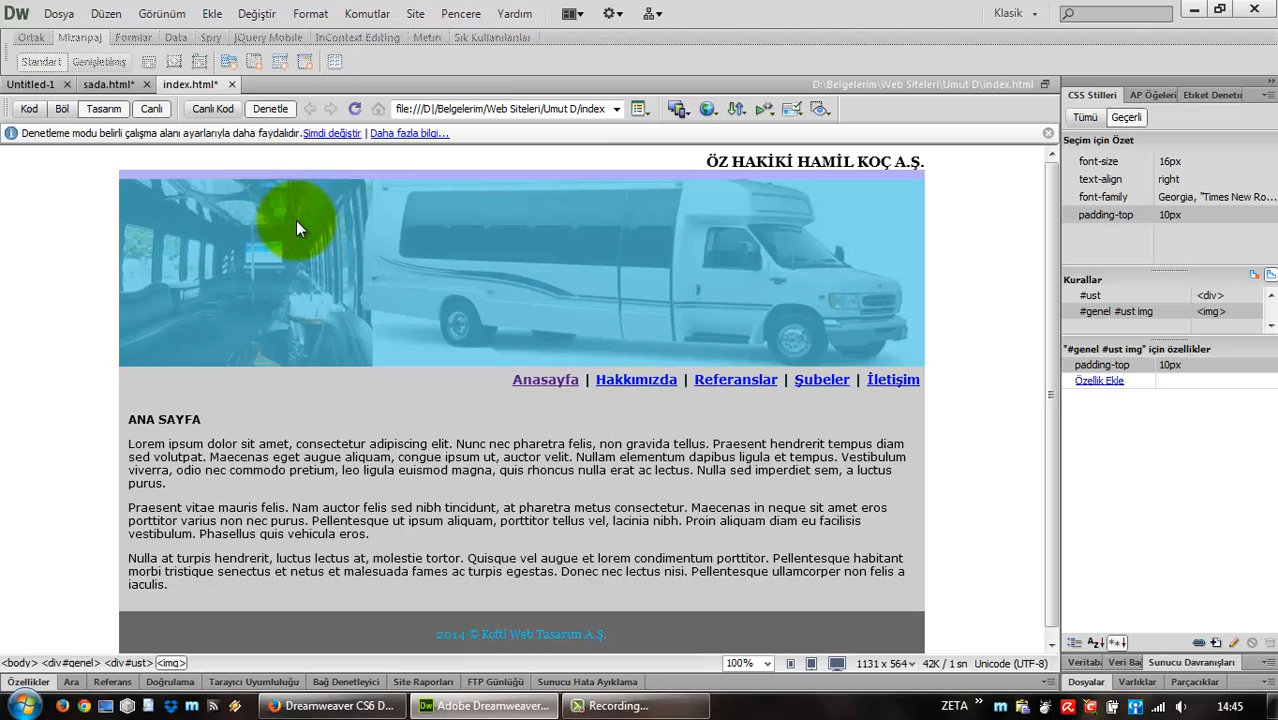 Dw Dosya Düzen Görünüm Ekle Değiştir Format Komutlar Site Pencere Yardım Klasik
Ortak Mizanpaj Formlar Data Spry jQuery Mobile InContext Editing Metin Sık Kullanılanlar
Standart Genişletilmiş
Untitled-1 sada.html* index.html* D:\Belgelerim\Web Siteleri\Umut D\index.html
Kod Böl Tasarım Canlı Canlı Kod Denetle file:///D|/Belgelerim/Web Siteleri/Umut D/index
Denetleme modu belirli çalışma alanı ayarlarıyla daha faydalıdır. Şimdi değiştir | Daha fazla bilgi...
ÖZ HAKİKİ HAMİL KOÇ A.Ş.
Anasayfa | Hakkımızda | Referanslar | Şubeler | İletişim
ANA SAYFA
Lorem ipsum dolor sit amet, consectetur adipiscing elit. Nunc nec pharetra felis, non gravida tellus. Praesent hendrerit tempus diam
sed volutpat. Maecenas eget augue aliquam, congue ipsum ut, auctor velit. Nullam elementum dapibus ligula et tempus. Vestibulum
viverra, odio nec commodo pretium, leo ligula euismod magna, quis rhoncus nulla erat ac lectus. Nulla sed imperdiet sem, a luctus
purus.
Praesent vitae mauris felis. Nam auctor felis sed nibh tincidunt, at pharetra metus consectetur. Maecenas in neque sit amet eros
porttitor varius non nec purus. Pellentesque ut ipsum aliquam, porttitor tellus vel, lacinia nibh. Proin aliquam diam eu facilisis
vestibulum. Phasellus quis vehicula eros.
Nulla at turpis hendrerit, luctus lectus at, molestie tortor. Quisque vel augue et lorem condimentum porttitor. Pellentesque habitant
morbi tristique senectus et netus et malesuada fames ac turpis egestas. Donec nec lectus nisi. Pellentesque ullamcorper non felis a
iaculis.
2014 © Kofti Web Tasarım A.Ş.
<body> <div#genel> <div#ust> <img> 100% 1131 x 564 42K / 1 sn Unicode (UTF-8)
Özellikler Ara Referans Doğrulama Tarayıcı Uyumluluğu Bağ Denetleyici Site Raporları FTP Günlüğü Sunucu Hata Ayıklama
CSS Stilleri AP Öğeleri Etiket Denetim
Tümü Geçerli
Seçim için Özet
font-size 16px
text-align right
font-family Georgia, "Times New Ro...
padding-top 10px
Kurallar
#ust <div>
#genel #ust img <img>
"#genel #ust img" için özellikler
padding-top 10px
Özellik Ekle
Veritaba Veri Bağ Sunucu Davranışları
Dosyalar Varlıklar Parçacıklar
Dreamweaver CS6 D... Adobe Dreamweaver... Recording... ZETA 14:45